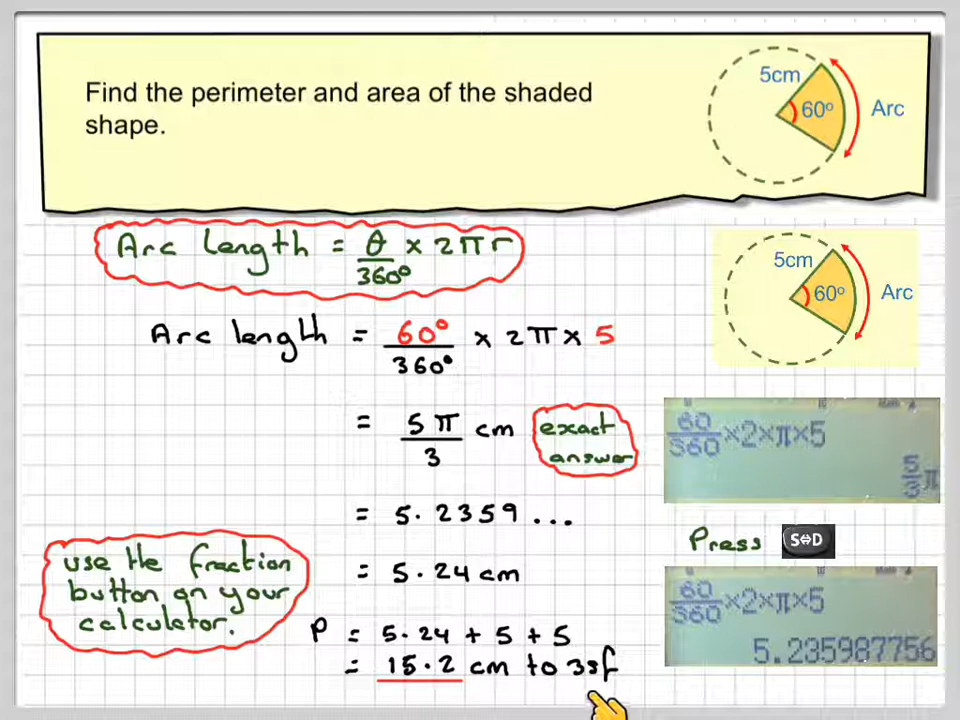 Find the perimeter and area of the shaded
shape.
5cm
60°
Arc
Arc length = θ/360° × 2πr
5cm
60°
Arc
Arc length = 60°/360° × 2π × 5
= 5π/3 cm
exact
answer
60/360×2×π×5
5/3π
= 5.2359...
Press S⇔D
= 5.24 cm
use the fraction
button on your
calculator.
60/360×2×π×5
5.235987756
P = 5.24 + 5 + 5
= 15.2 cm to 3sf